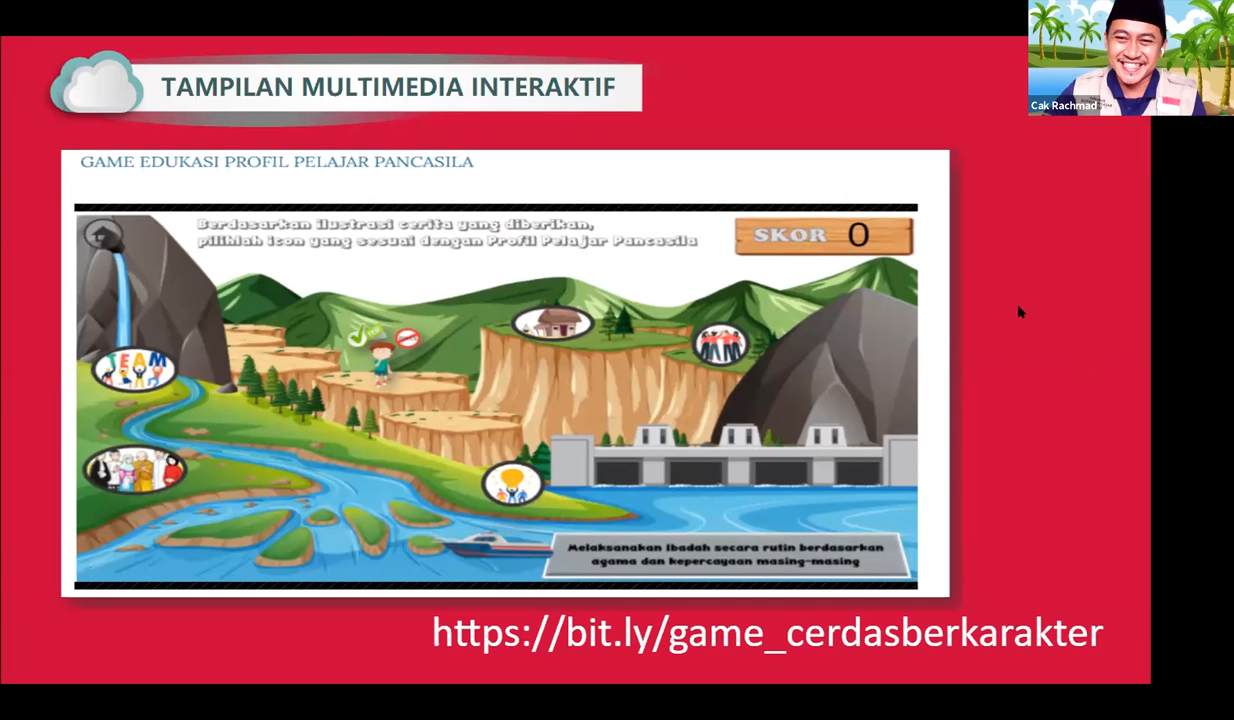 TAMPILAN MULTIMEDIA INTERAKTIF
Cak Rachmad
GAME EDUKASI PROFIL PELAJAR PANCASILA
Berdasarkan ilustrasi cerita yang diberikan,
pilihlah icon yang sesuai dengan Profil Pelajar Pancasila
SKOR 0
TEAM
Melaksanakan Ibadah secara rutin berdasarkan
agama dan kepercayaan masing-masing
https://bit.ly/game_cerdasberkarakter